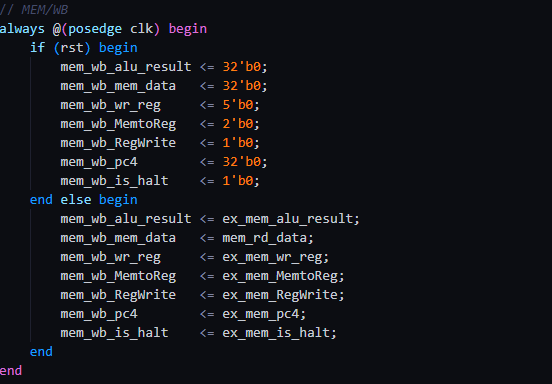 // MEM/WB
always @(posedge clk) begin
    if (rst) begin
        mem_wb_alu_result <= 32'b0;
        mem_wb_mem_data   <= 32'b0;
        mem_wb_wr_reg     <= 5'b0;
        mem_wb_MemtoReg   <= 2'b0;
        mem_wb_RegWrite   <= 1'b0;
        mem_wb_pc4        <= 32'b0;
        mem_wb_is_halt    <= 1'b0;
    end else begin
        mem_wb_alu_result <= ex_mem_alu_result;
        mem_wb_mem_data   <= mem_rd_data;
        mem_wb_wr_reg     <= ex_mem_wr_reg;
        mem_wb_MemtoReg   <= ex_mem_MemtoReg;
        mem_wb_RegWrite   <= ex_mem_RegWrite;
        mem_wb_pc4        <= ex_mem_pc4;
        mem_wb_is_halt    <= ex_mem_is_halt;
    end
end